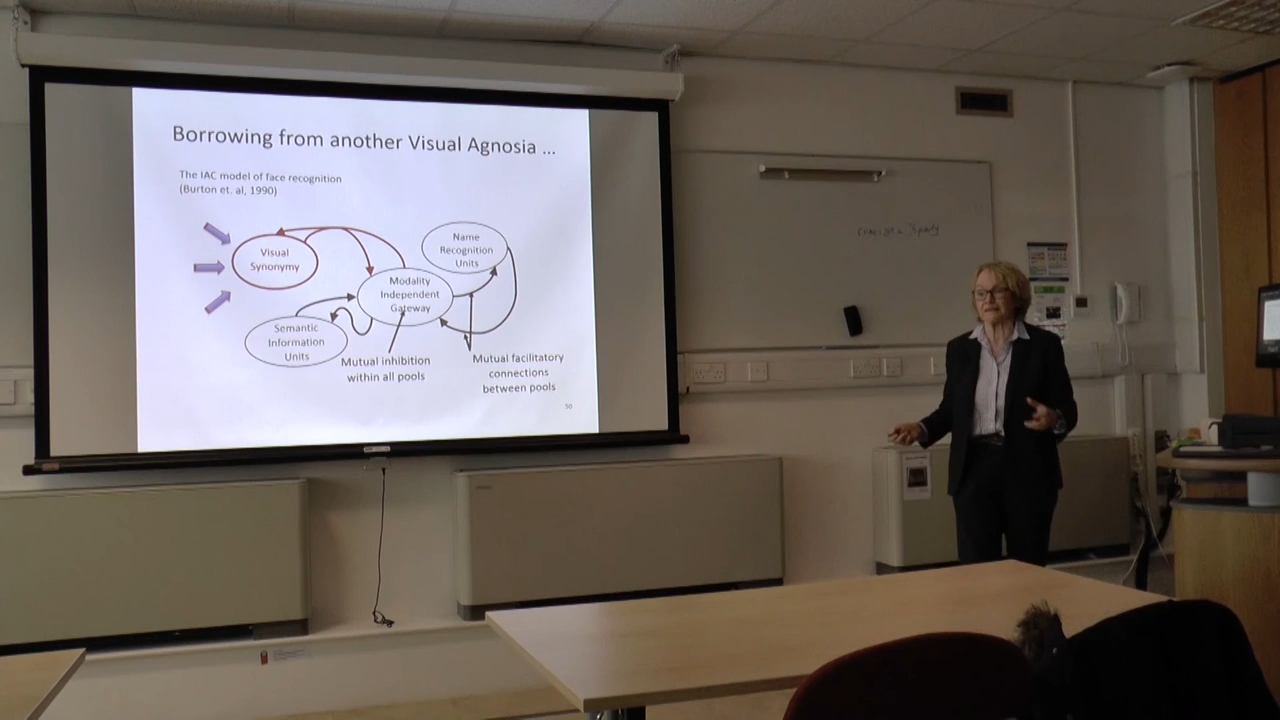 Borrowing from another Visual Agnosia ...
The IAC model of face recognition
(Burton et. al, 1990)
Visual
Synonymy
Name
Recognition
Units
Modality
Independent
Gateway
Semantic
Information
Units
Mutual inhibition
within all pools
Mutual facilitatory
connections
between pools
50